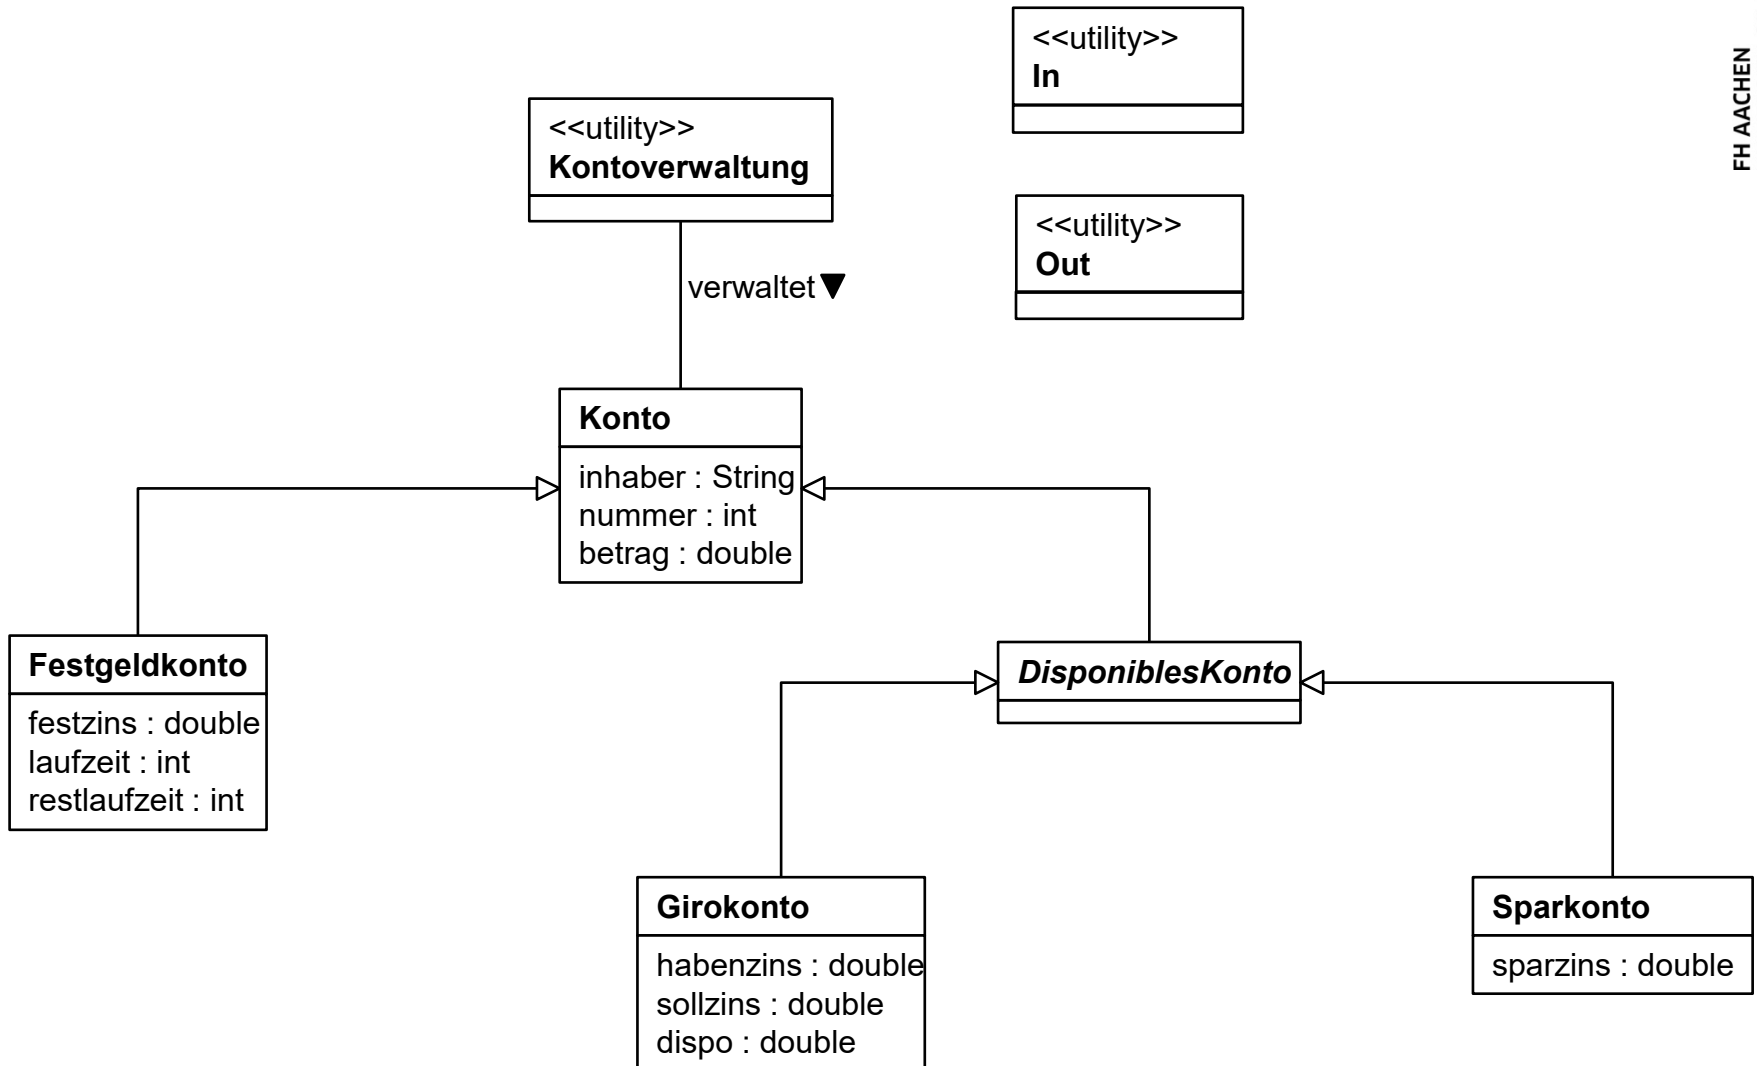 <<utility>>
In
FH AACHEN
<<utility>>
Kontoverwaltung
<<utility>>
Out
verwaltet▼
Konto
inhaber : String
nummer : int
betrag : double
Festgeldkonto
festzins : double
laufzeit : int
restlaufzeit : int
DisponiblesKonto
Girokonto
habenzins : double
sollzins : double
dispo : double
Sparkonto
sparzins : double